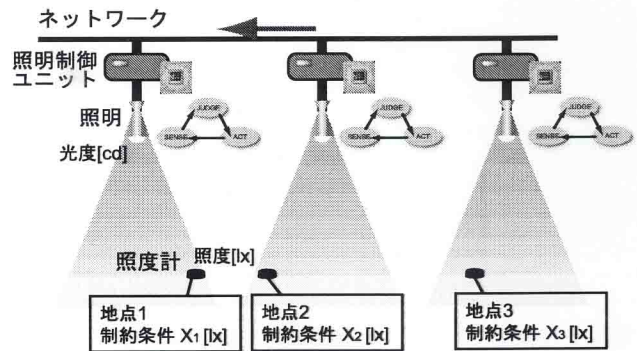 ネットワーク
照明制御
ユニット
照明
JUDGE
SENSE
ACT
JUDGE
SENSE
ACT
JUDGE
SENSE
ACT
光度[cd]
照度計
照度[lx]
地点1
制約条件 X1 [lx]
地点2
制約条件 X2 [lx]
地点3
制約条件 X3 [lx]